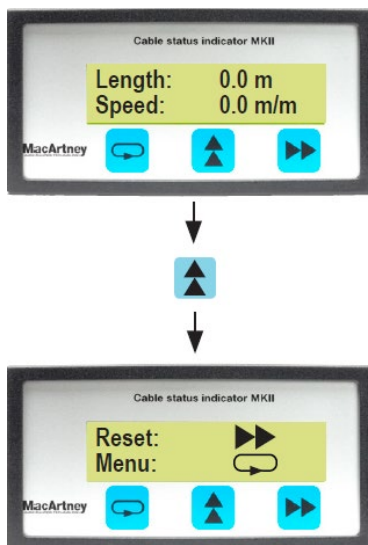 Cable status indicator MKII
Length: 0.0 m
Speed: 0.0 m/m
MacArtney
Cable status indicator MKII
Reset:
Menu:
MacArtney